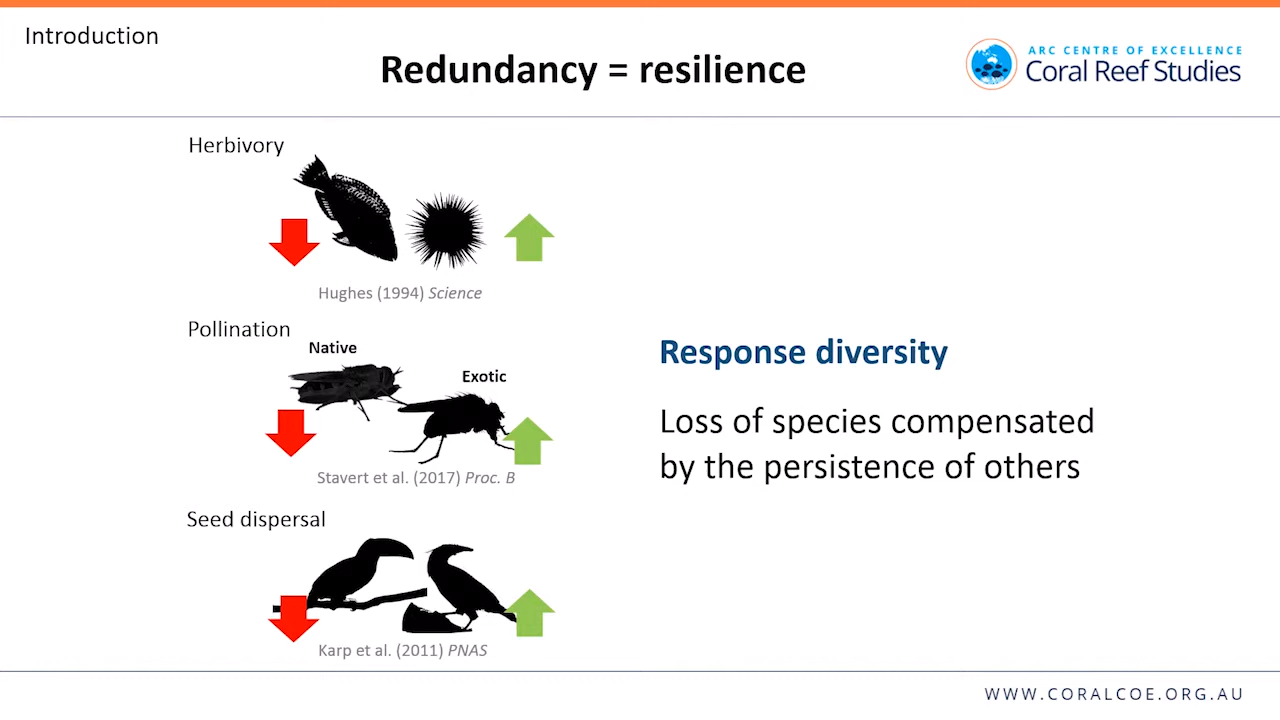 Introduction
Redundancy = resilience
ARC CENTRE OF EXCELLENCE
Coral Reef Studies
Herbivory
Hughes (1994) Science
Pollination
Native
Exotic
Stavert et al. (2017) Proc. B
Seed dispersal
Karp et al. (2011) PNAS
Response diversity
Loss of species compensated
by the persistence of others
WWW.CORALCOE.ORG.AU